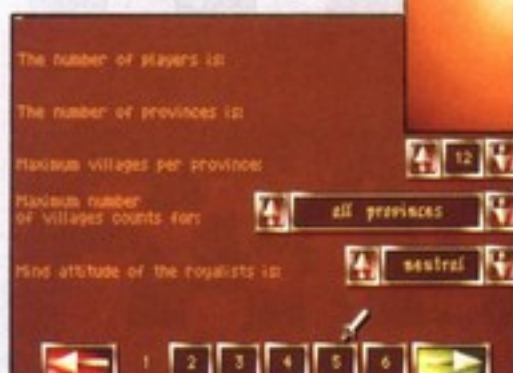 The number of players is:
The number of provinces is:
Maximum villages per province:
12
Maximum number
of villages counts for:
all provinces
Mind attitude of the royalists is:
neutral
1 2 3 4 5 6